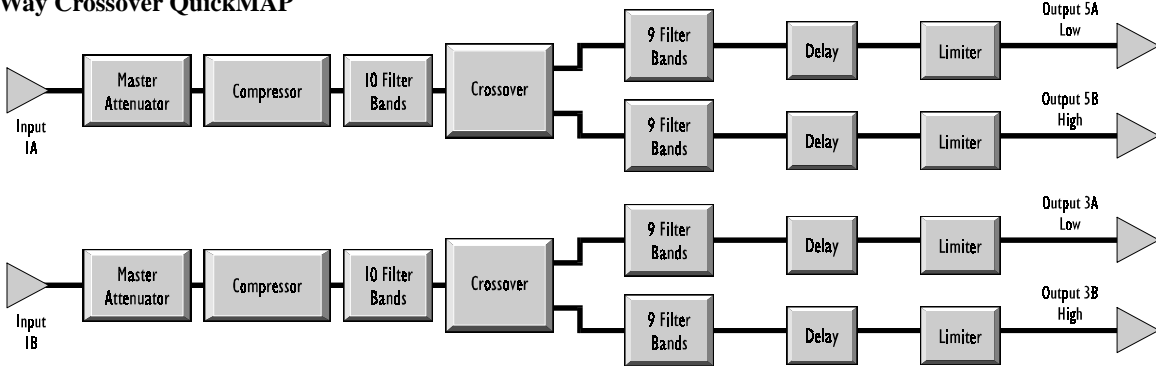 Way Crossover QuickMAP
Output 5A
Low
Input
1A
Master
Attenuator
Compressor
10 Filter
Bands
Crossover
9 Filter
Bands
Delay
Limiter
Output 5B
High
9 Filter
Bands
Delay
Limiter
Output 3A
Low
Input
1B
Master
Attenuator
Compressor
10 Filter
Bands
Crossover
9 Filter
Bands
Delay
Limiter
Output 3B
High
9 Filter
Bands
Delay
Limiter